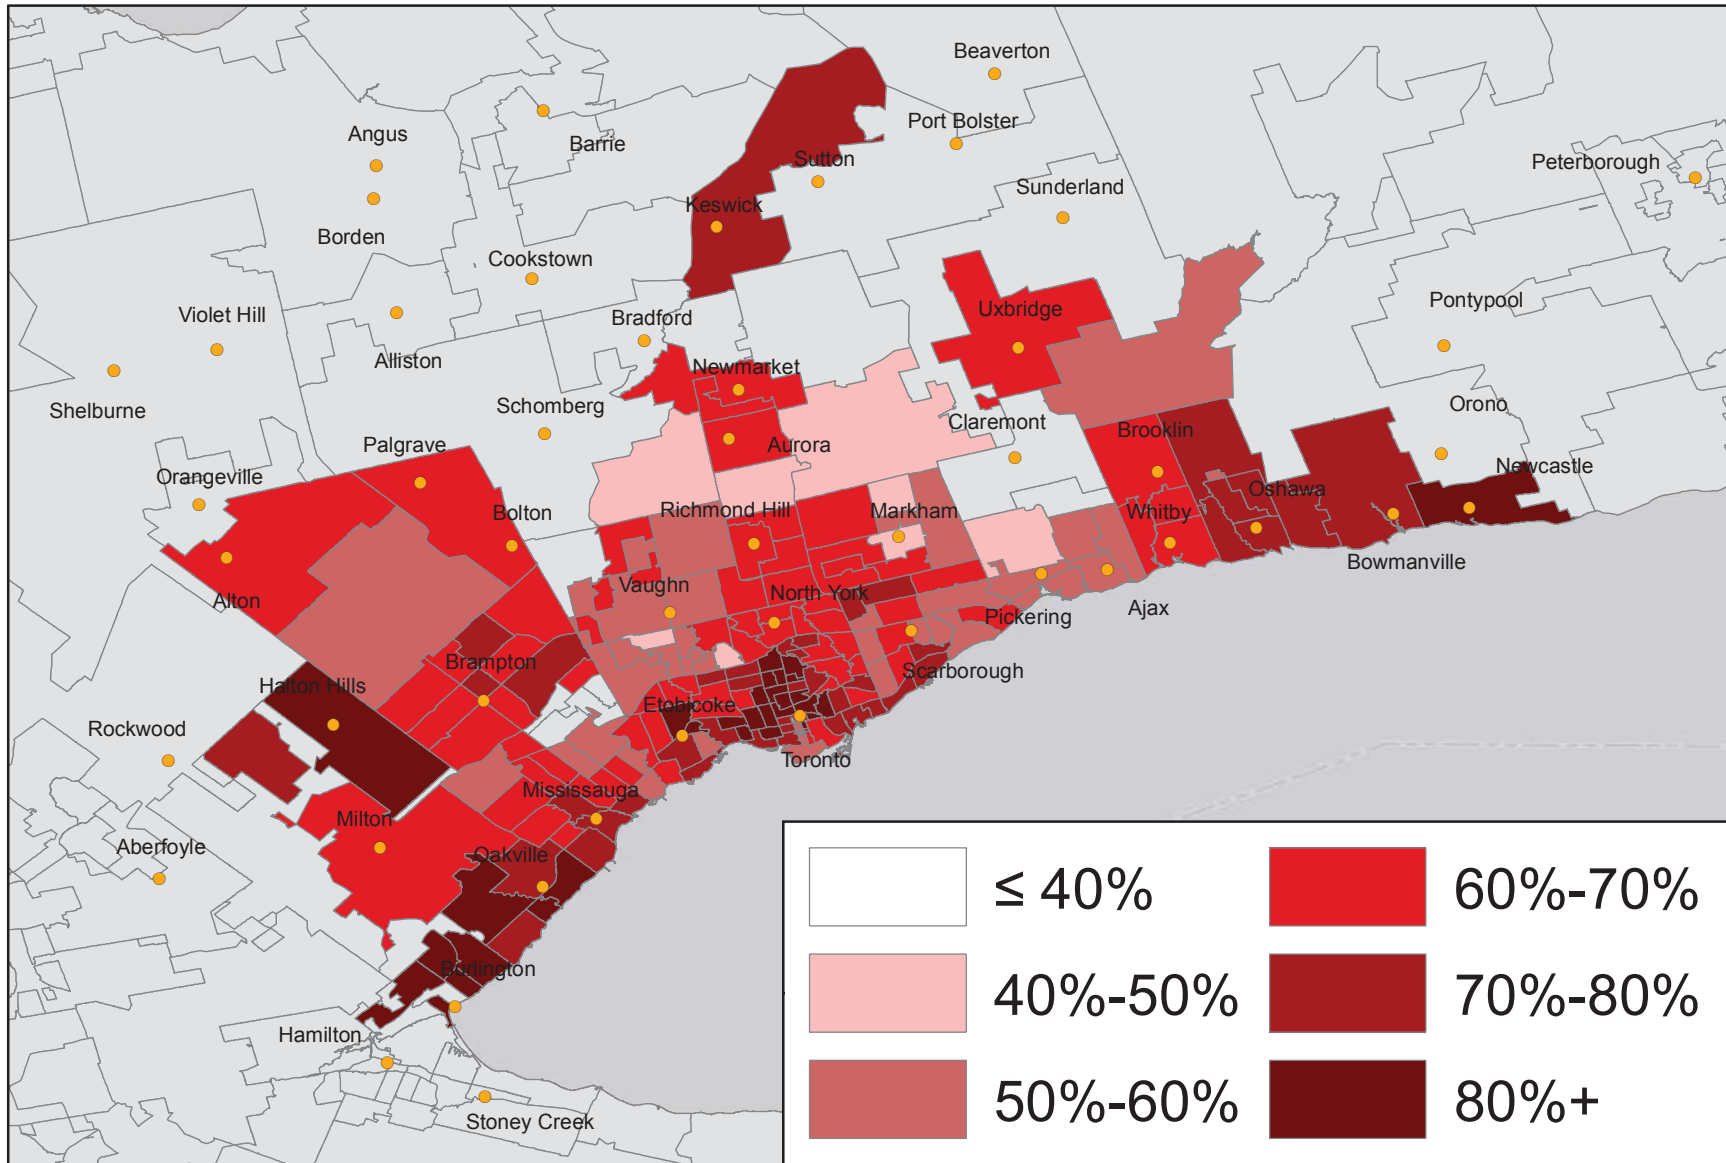 Beaverton
Port Bolster
Angus
Barrie
Sutton
Peterborough
Sunderland
Keswick
Borden
Cookstown
Pontypool
Uxbridge
Violet Hill
Bradford
Alliston
Newmarket
Shelburne
Schomberg
Orono
Claremont
Brooklin
Palgrave
Aurora
Newcastle
Orangeville
Oshawa
Bolton
Richmond Hill
Markham
Whitby
Bowmanville
Vaughn
North York
Alton
Ajax
Pickering
Brampton
Scarborough
Halton Hills
Etobicoke
Rockwood
Toronto
Mississauga
Milton
Aberfoyle
Oakville
Burlington
Hamilton
Stoney Creek
≤ 40%
40%-50%
50%-60%
60%-70%
70%-80%
80%+